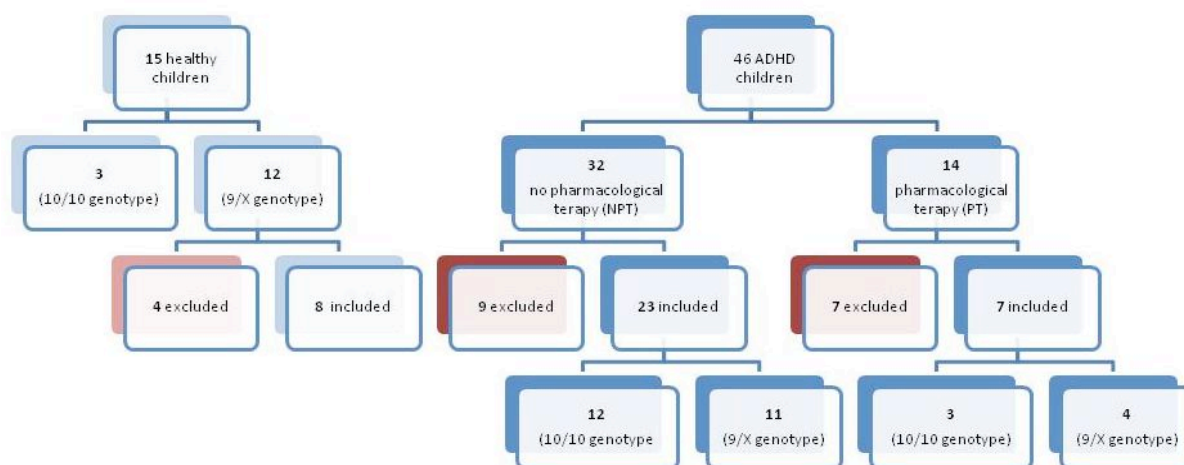 15 healthy
children
46 ADHD
children
3
(10/10 genotype)
12
(9/X genotype)
32
no pharmacological
terapy (NPT)
14
pharmacological
terapy (PT)
4 excluded
8 included
9 excluded
23 included
7 excluded
7 included
12
(10/10 genotype
11
(9/X genotype)
3
(10/10 genotype)
4
(9/X genotype)